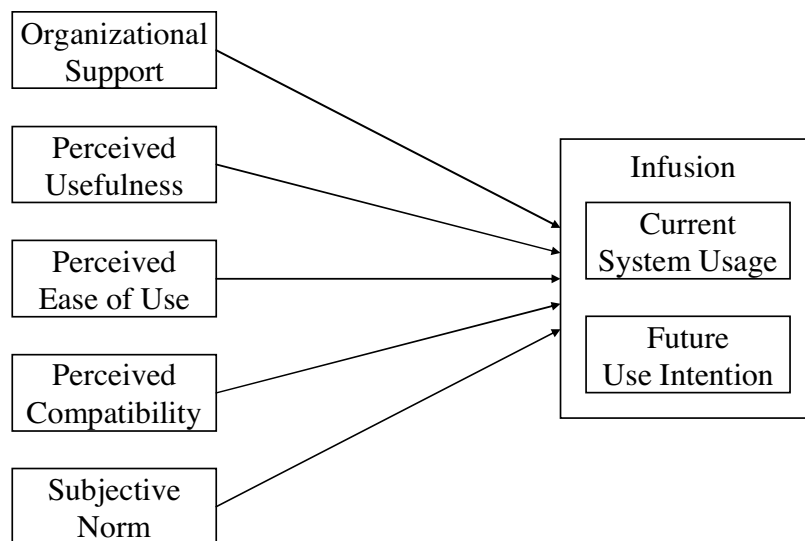 Organizational
Support
Perceived
Usefulness
Perceived
Ease of Use
Perceived
Compatibility
Subjective
Norm
Infusion
Current
System Usage
Future
Use Intention